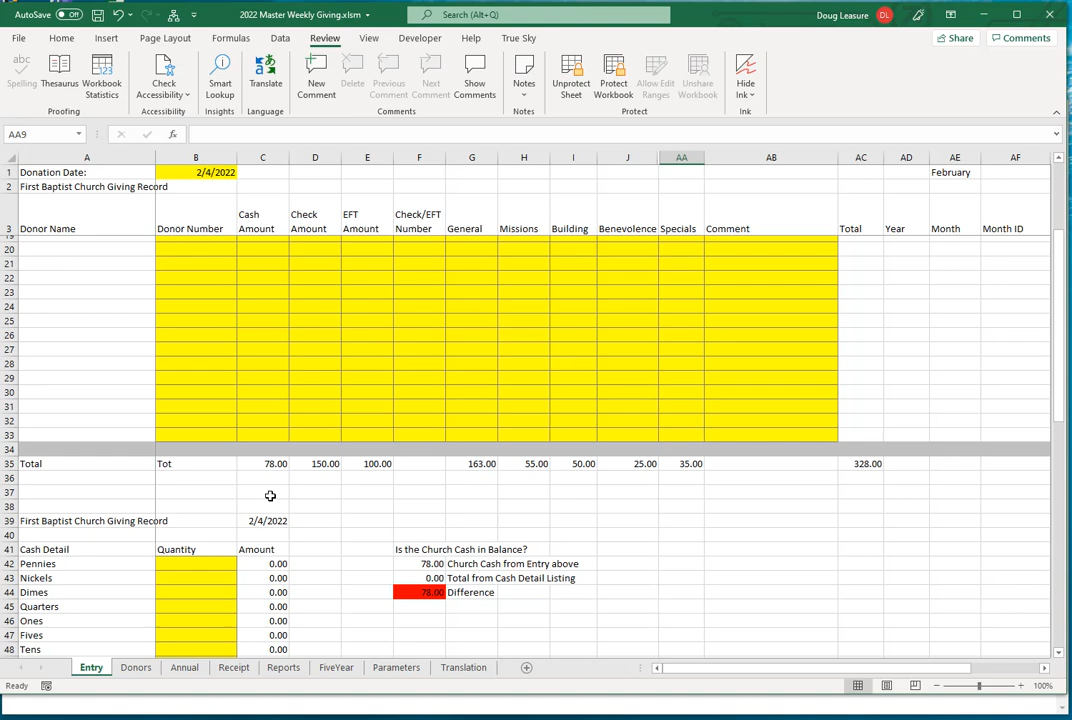 AutoSave Off 2022 Master Weekly Giving.xlsm Search (Alt+Q) Doug Leasure DL
File Home Insert Page Layout Formulas Data Review View Developer Help True Sky Share Comments
abc
Spelling Thesaurus Workbook Statistics Check Accessibility Smart Lookup Translate New Comment Delete Previous Comment Next Comment Show Comments Notes Unprotect Sheet Protect Workbook Allow Edit Ranges Unshare Workbook Hide Ink
Proofing Accessibility Insights Language Comments Notes Protect Ink
AA9 fx
A B C D E F G H I J AA AB AC AD AE AF
1 Donation Date: 2/4/2022 February
2 First Baptist Church Giving Record
3 Donor Name Donor Number Cash Amount Check Amount EFT Amount Check/EFT Number General Missions Building Benevolence Specials Comment Total Year Month Month ID
19
20
21
22
23
24
25
26
27
28
29
30
31
32
33
34
35 Total Tot 78.00 150.00 100.00 163.00 55.00 50.00 25.00 35.00 328.00
36
37
38
39 First Baptist Church Giving Record 2/4/2022
40
41 Cash Detail Quantity Amount Is the Church Cash in Balance?
42 Pennies 0.00 78.00 Church Cash from Entry above
43 Nickels 0.00 0.00 Total from Cash Detail Listing
44 Dimes 0.00 78.00 Difference
45 Quarters 0.00
46 Ones 0.00
47 Fives 0.00
48 Tens 0.00
Entry Donors Annual Receipt Reports FiveYear Parameters Translation
Ready 100%